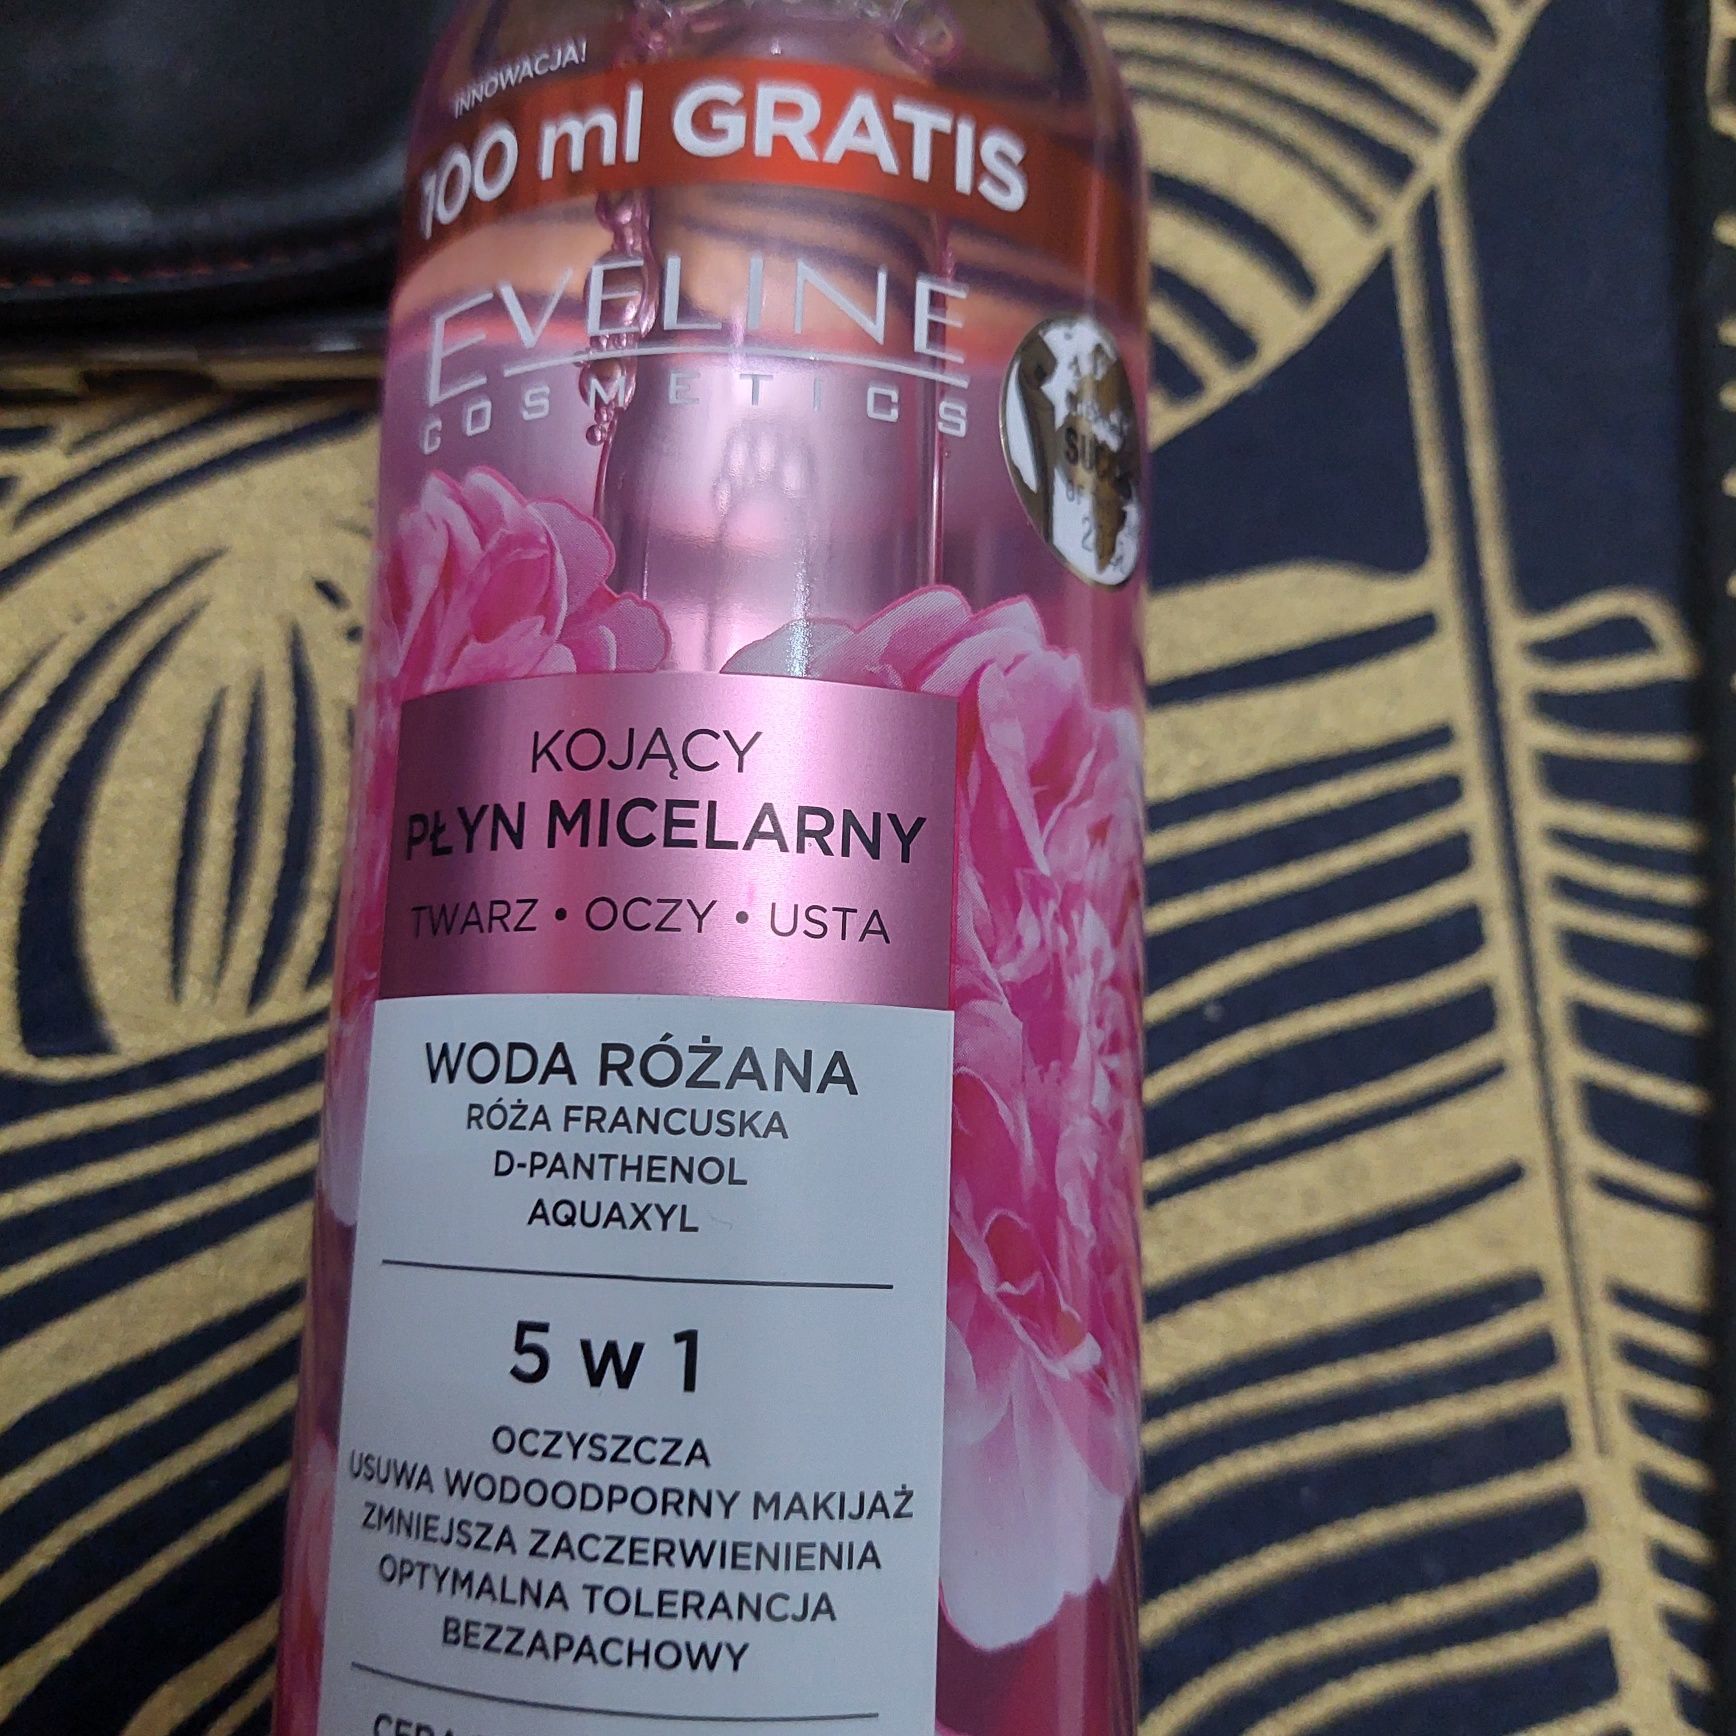 INNOWACJA!
100 ml GRATIS
EVELINE
COSMETICS
KOJĄCY
PŁYN MICELARNY
TWARZ • OCZY • USTA
WODA RÓŻANA
RÓŻA FRANCUSKA
D-PANTHENOL
AQUAXYL
5 w 1
OCZYSZCZA
USUWA WODOODPORNY MAKIJAŻ
ZMNIEJSZA ZACZERWIENIENIA
OPTYMALNA TOLERANCJA
BEZZAPACHOWY